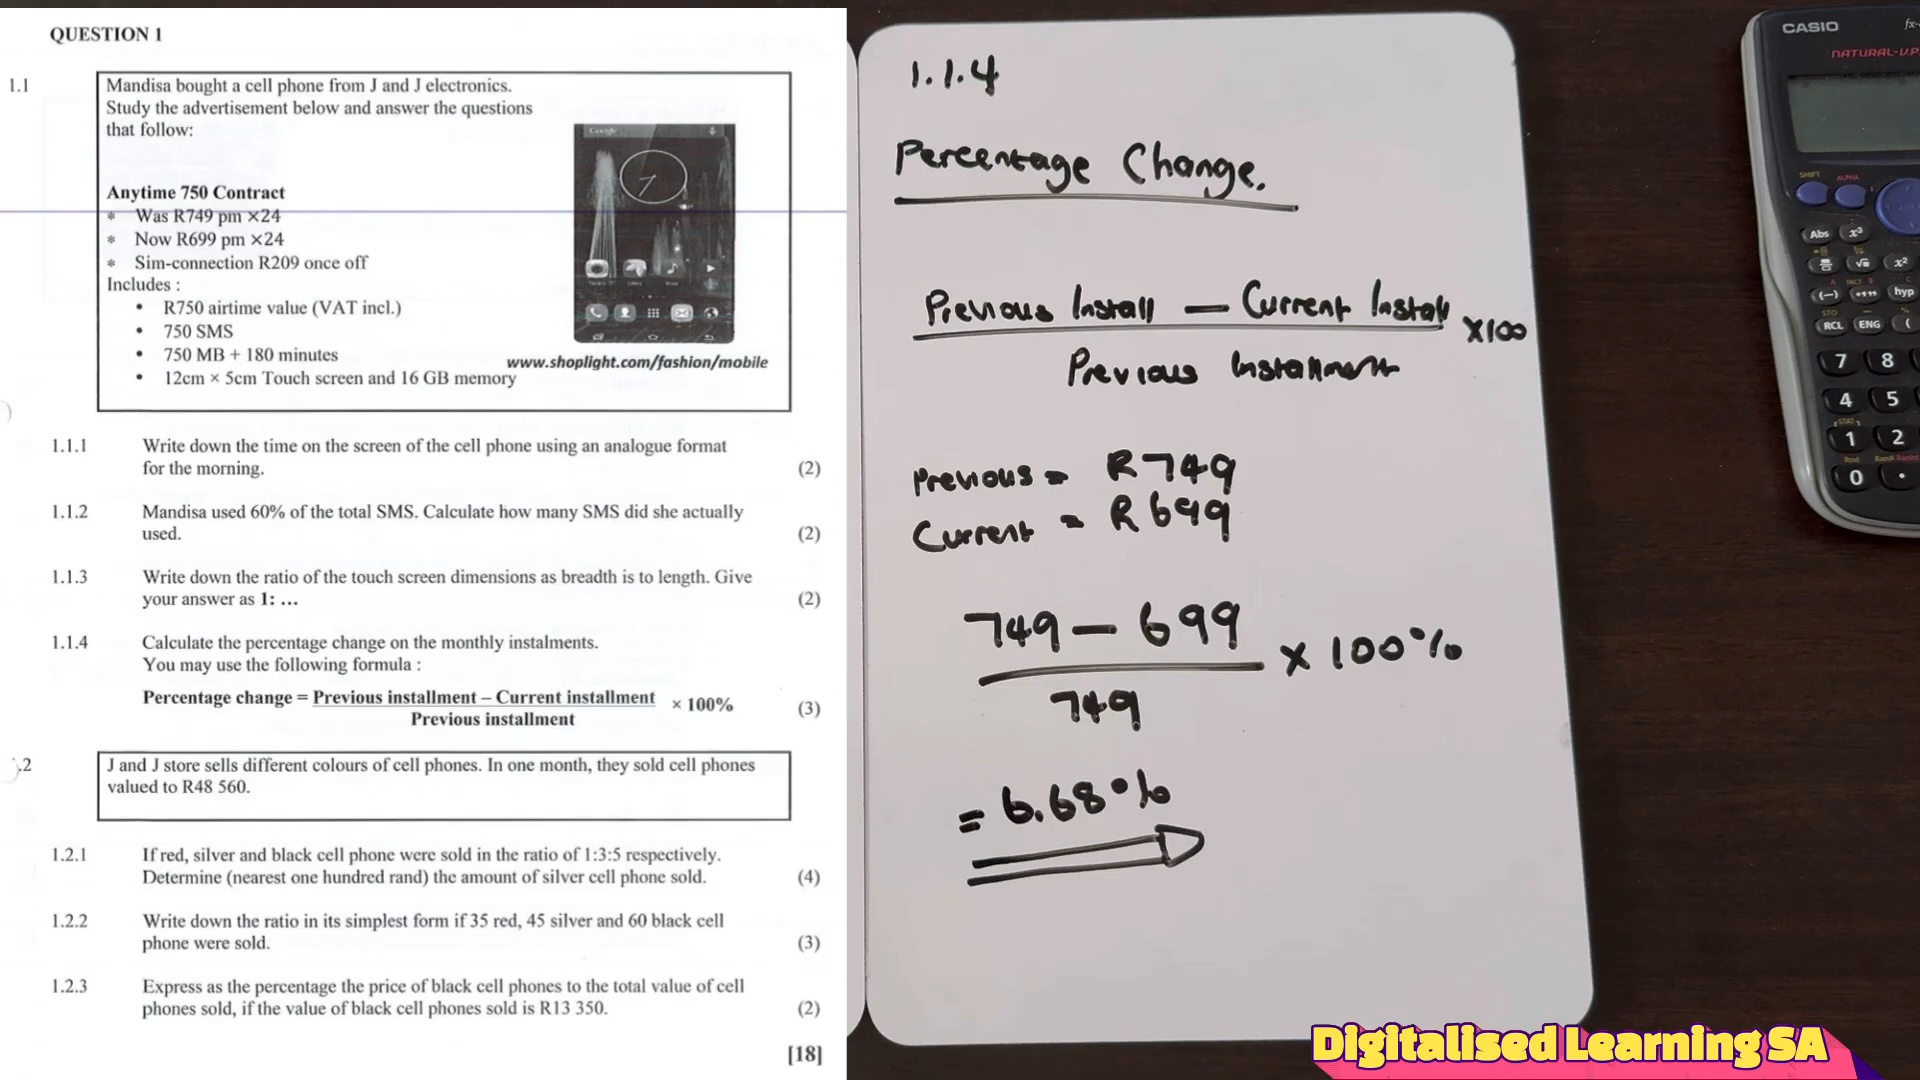 QUESTION 1
1.1
Mandisa bought a cell phone from J and J electronics.
Study the advertisement below and answer the questions
that follow:
Anytime 750 Contract
* Was R749 pm ×24
* Now R699 pm ×24
* Sim-connection R209 once off
Includes :
• R750 airtime value (VAT incl.)
• 750 SMS
• 750 MB + 180 minutes
• 12cm × 5cm Touch screen and 16 GB memory
Google
www.shoplight.com/fashion/mobile
1.1.1 Write down the time on the screen of the cell phone using an analogue format
for the morning. (2)
1.1.2 Mandisa used 60% of the total SMS. Calculate how many SMS did she actually
used. (2)
1.1.3 Write down the ratio of the touch screen dimensions as breadth is to length. Give
your answer as 1: ... (2)
1.1.4 Calculate the percentage change on the monthly instalments.
You may use the following formula :
Percentage change = Previous installment – Current installment × 100%
Previous installment (3)
.2
J and J store sells different colours of cell phones. In one month, they sold cell phones
valued to R48 560.
1.2.1 If red, silver and black cell phone were sold in the ratio of 1:3:5 respectively.
Determine (nearest one hundred rand) the amount of silver cell phone sold. (4)
1.2.2 Write down the ratio in its simplest form if 35 red, 45 silver and 60 black cell
phone were sold. (3)
1.2.3 Express as the percentage the price of black cell phones to the total value of cell
phones sold, if the value of black cell phones sold is R13 350. (2)
[18]
1.1.4
Percentage Change.
Previous Install — Current Install ×100
Previous Installment
Previous = R749
Current = R699
749 — 699 × 100%
749
= 6.68%
CASIO fx-
NATURAL-V.P.
SHIFT ALPHA
Abs x³
x²
(—) hyp
STO
RCL ENG (
7 8
4 5
STAT
1 2
Rnd
0 .
Digitalised Learning SA